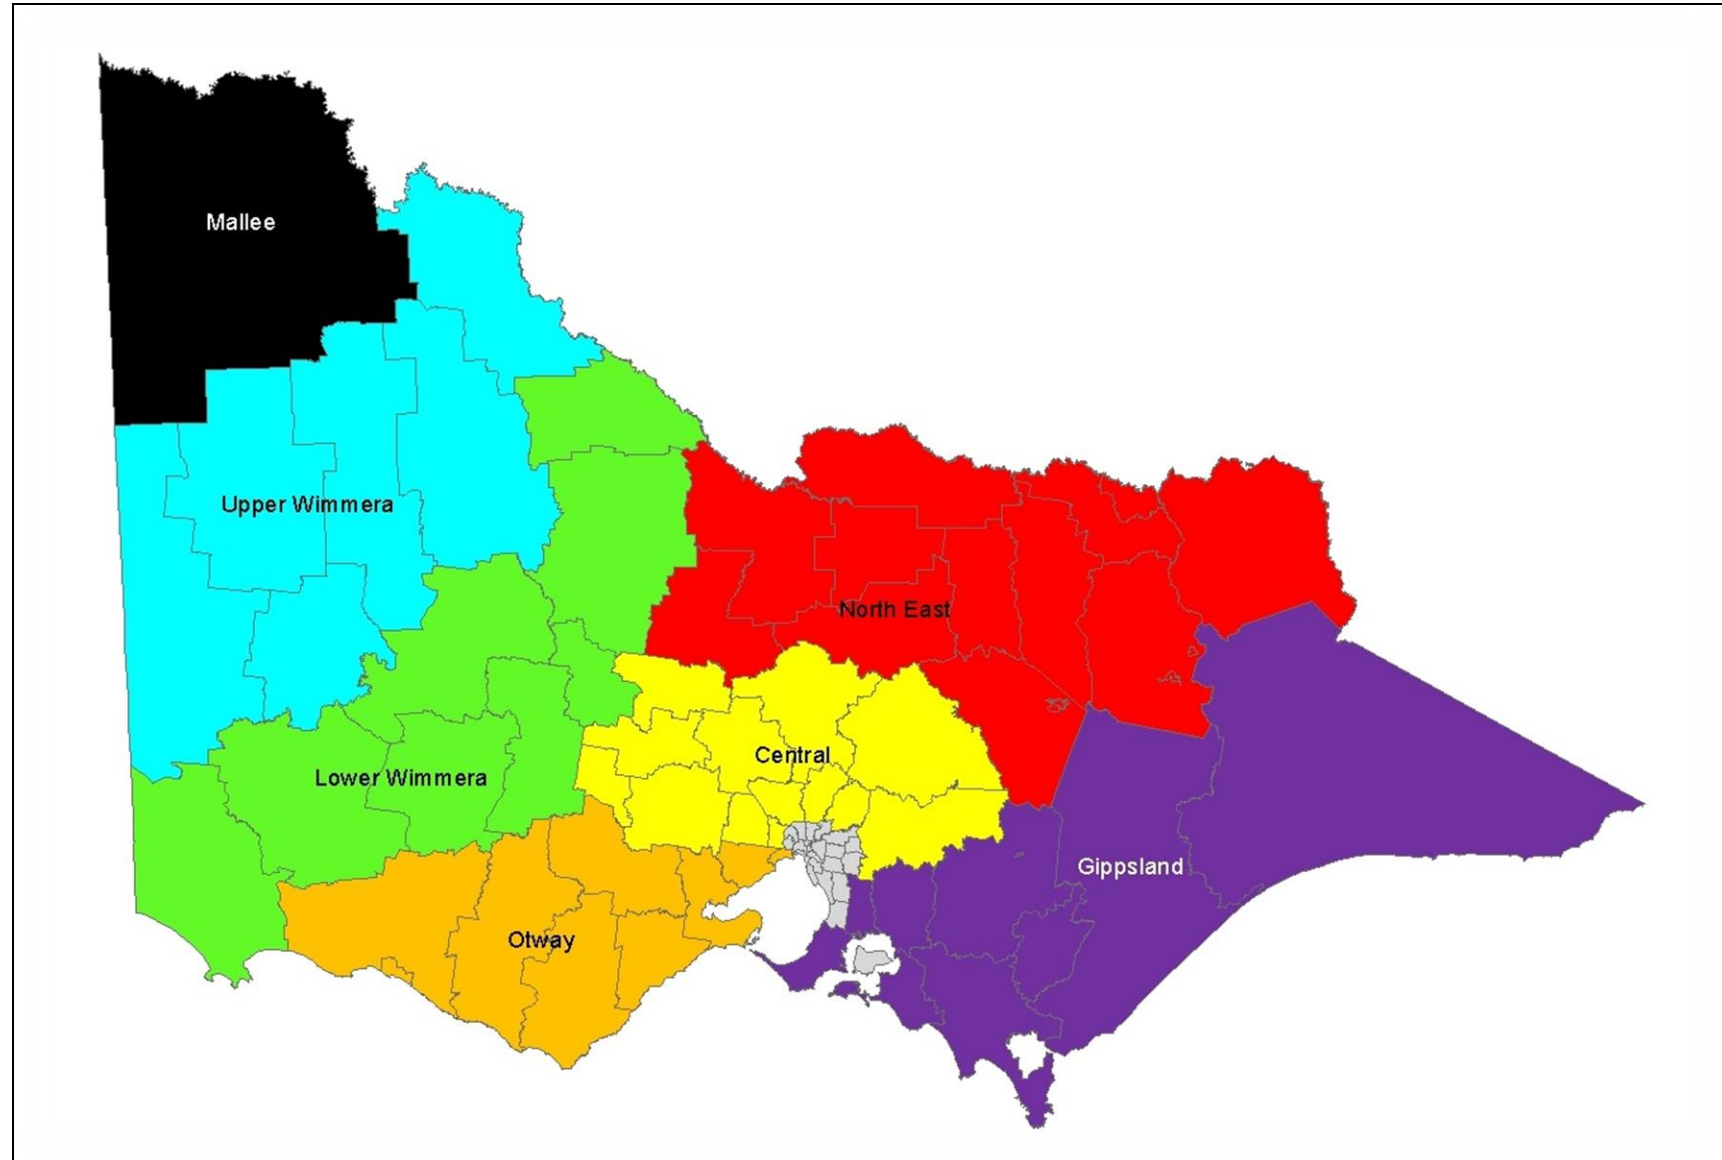 Mallee
Upper Wimmera
North East
Central
Lower Wimmera
Gippsland
Otway